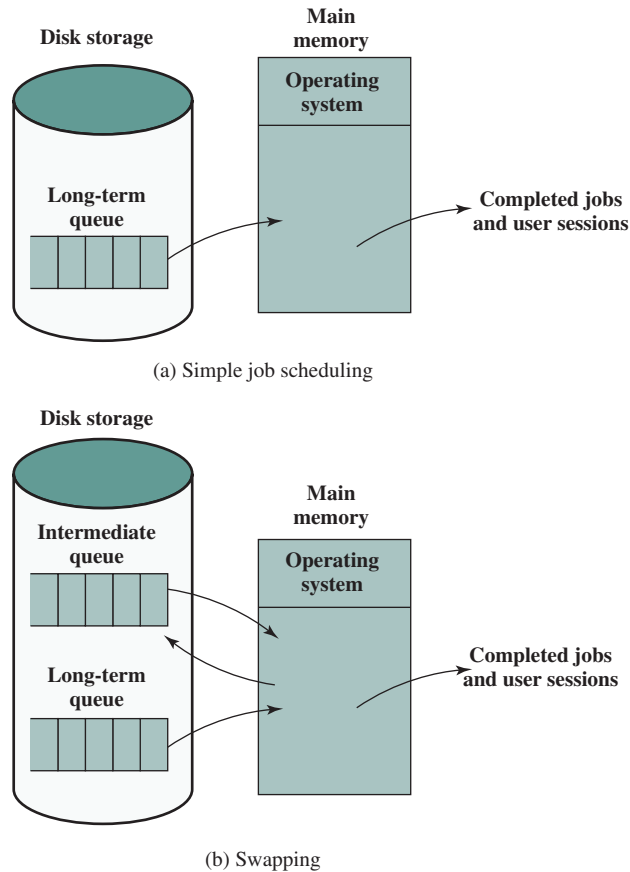 Disk storage
Main
memory
Operating
system
Long-term
queue
Completed jobs
and user sessions
(a) Simple job scheduling
Disk storage
Main
memory
Intermediate
queue
Operating
system
Long-term
queue
Completed jobs
and user sessions
(b) Swapping